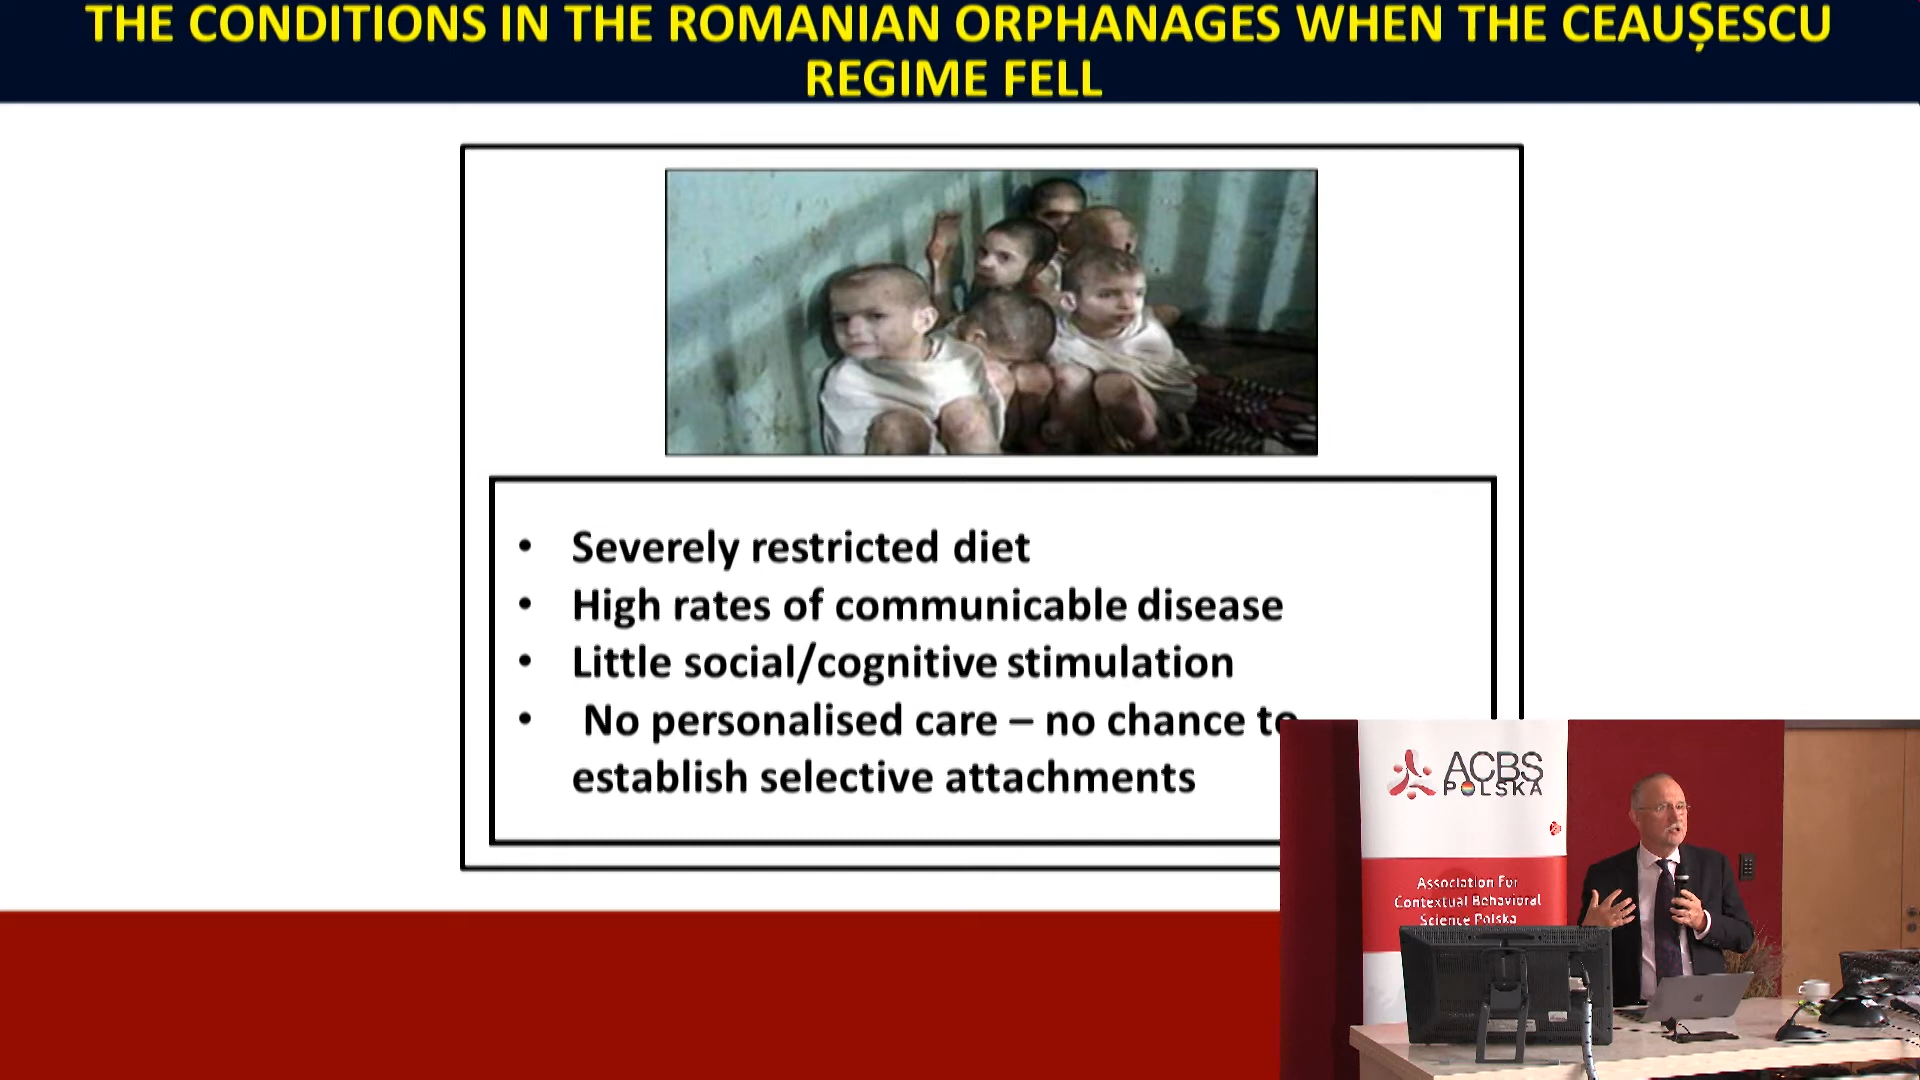 THE CONDITIONS IN THE ROMANIAN ORPHANAGES WHEN THE CEAUȘESCU
REGIME FELL
• Severely restricted diet
• High rates of communicable disease
• Little social/cognitive stimulation
• No personalised care – no chance to
establish selective attachments
ACBS
POLSKA
Association For
Contextual Behavioral
Science Polska